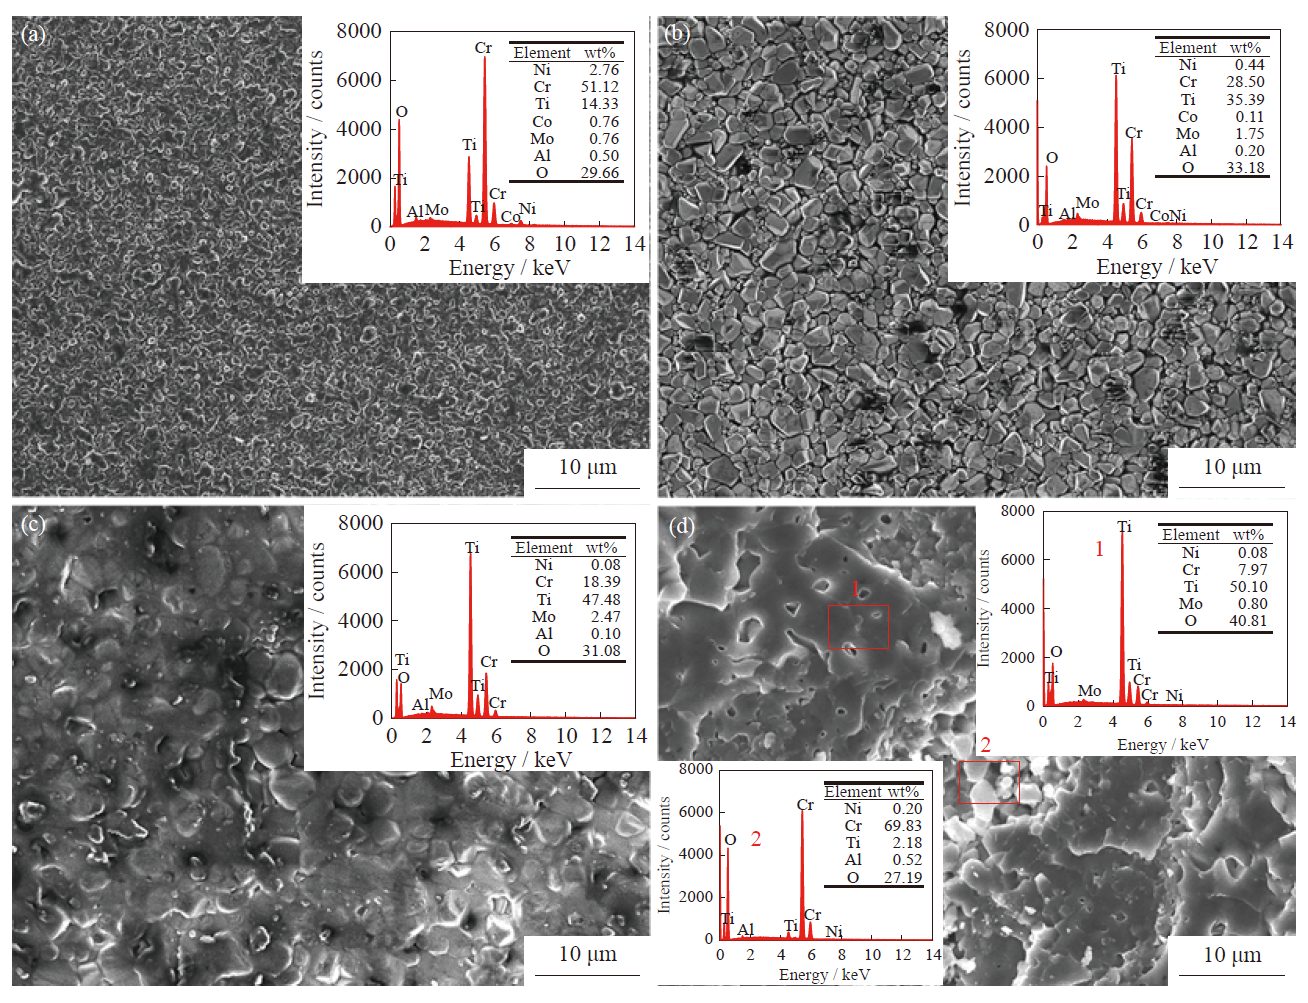 (a)
8000
6000
4000
2000
0
Intensity / counts
0 2 4 6 8 10 12 14
Energy / keV
O
Ti
Al
Mo
Ti
Ti
Cr
Cr
Co
Ni
Element wt%
Ni 2.76
Cr 51.12
Ti 14.33
Co 0.76
Mo 0.76
Al 0.50
O 29.66
10 μm
(b)
8000
6000
4000
2000
0
Intensity / counts
0 2 4 6 8 10 12 14
Energy / keV
O
Ti
Al
Mo
Ti
Ti
Cr
Cr
CoNi
Element wt%
Ni 0.44
Cr 28.50
Ti 35.39
Co 0.11
Mo 1.75
Al 0.20
O 33.18
10 μm
(c)
8000
6000
4000
2000
0
Intensity / counts
0 2 4 6 8 10 12 14
Energy / keV
Ti
O
Al
Mo
Ti
Ti
Cr
Cr
Element wt%
Ni 0.08
Cr 18.39
Ti 47.48
Mo 2.47
Al 0.10
O 31.08
10 μm
(d)
1
2
8000
6000
4000
2000
0
Intensity / counts
0 2 4 6 8 10 12 14
Energy / keV
1
O
Ti
Mo
Ti
Ti
Cr
Cr
Ni
Element wt%
Ni 0.08
Cr 7.97
Ti 50.10
Mo 0.80
O 40.81
8000
6000
4000
2000
0
Intensity / counts
0 2 4 6 8 10 12 14
Energy / keV
2
O
Ti
Al
Ti
Cr
Cr
Ni
Element wt%
Ni 0.20
Cr 69.83
Ti 2.18
Al 0.52
O 27.19
10 μm